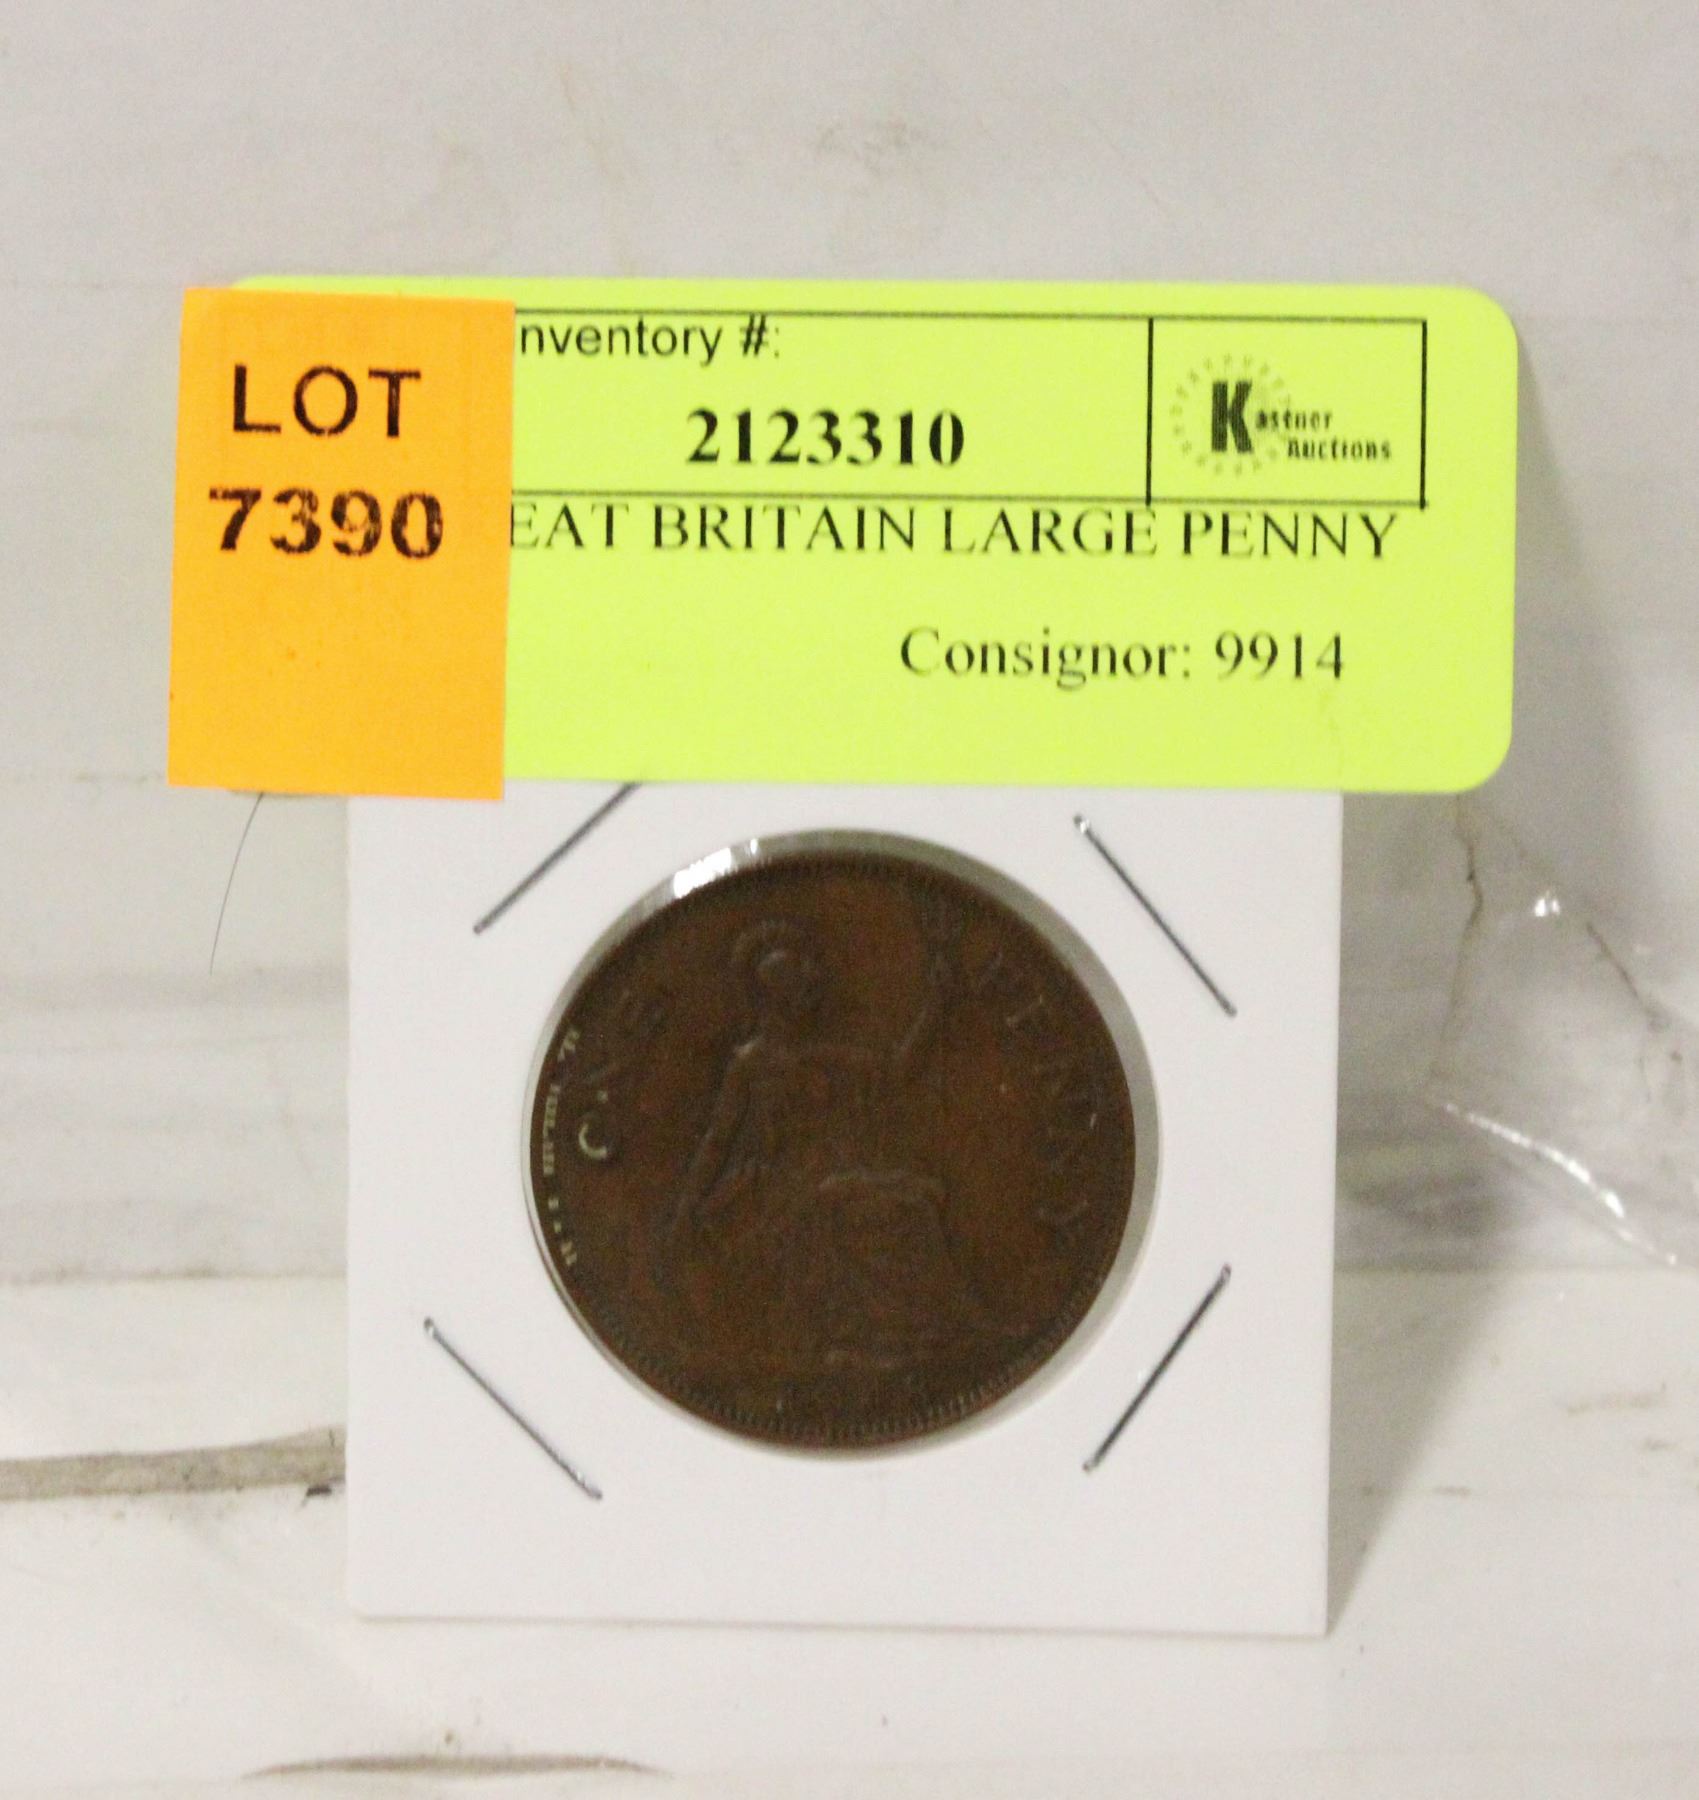 LOT
7390
nventory #:
2123310
Kastner
Auctions
EAT BRITAIN LARGE PENNY
Consignor: 9914
ONE PENNY